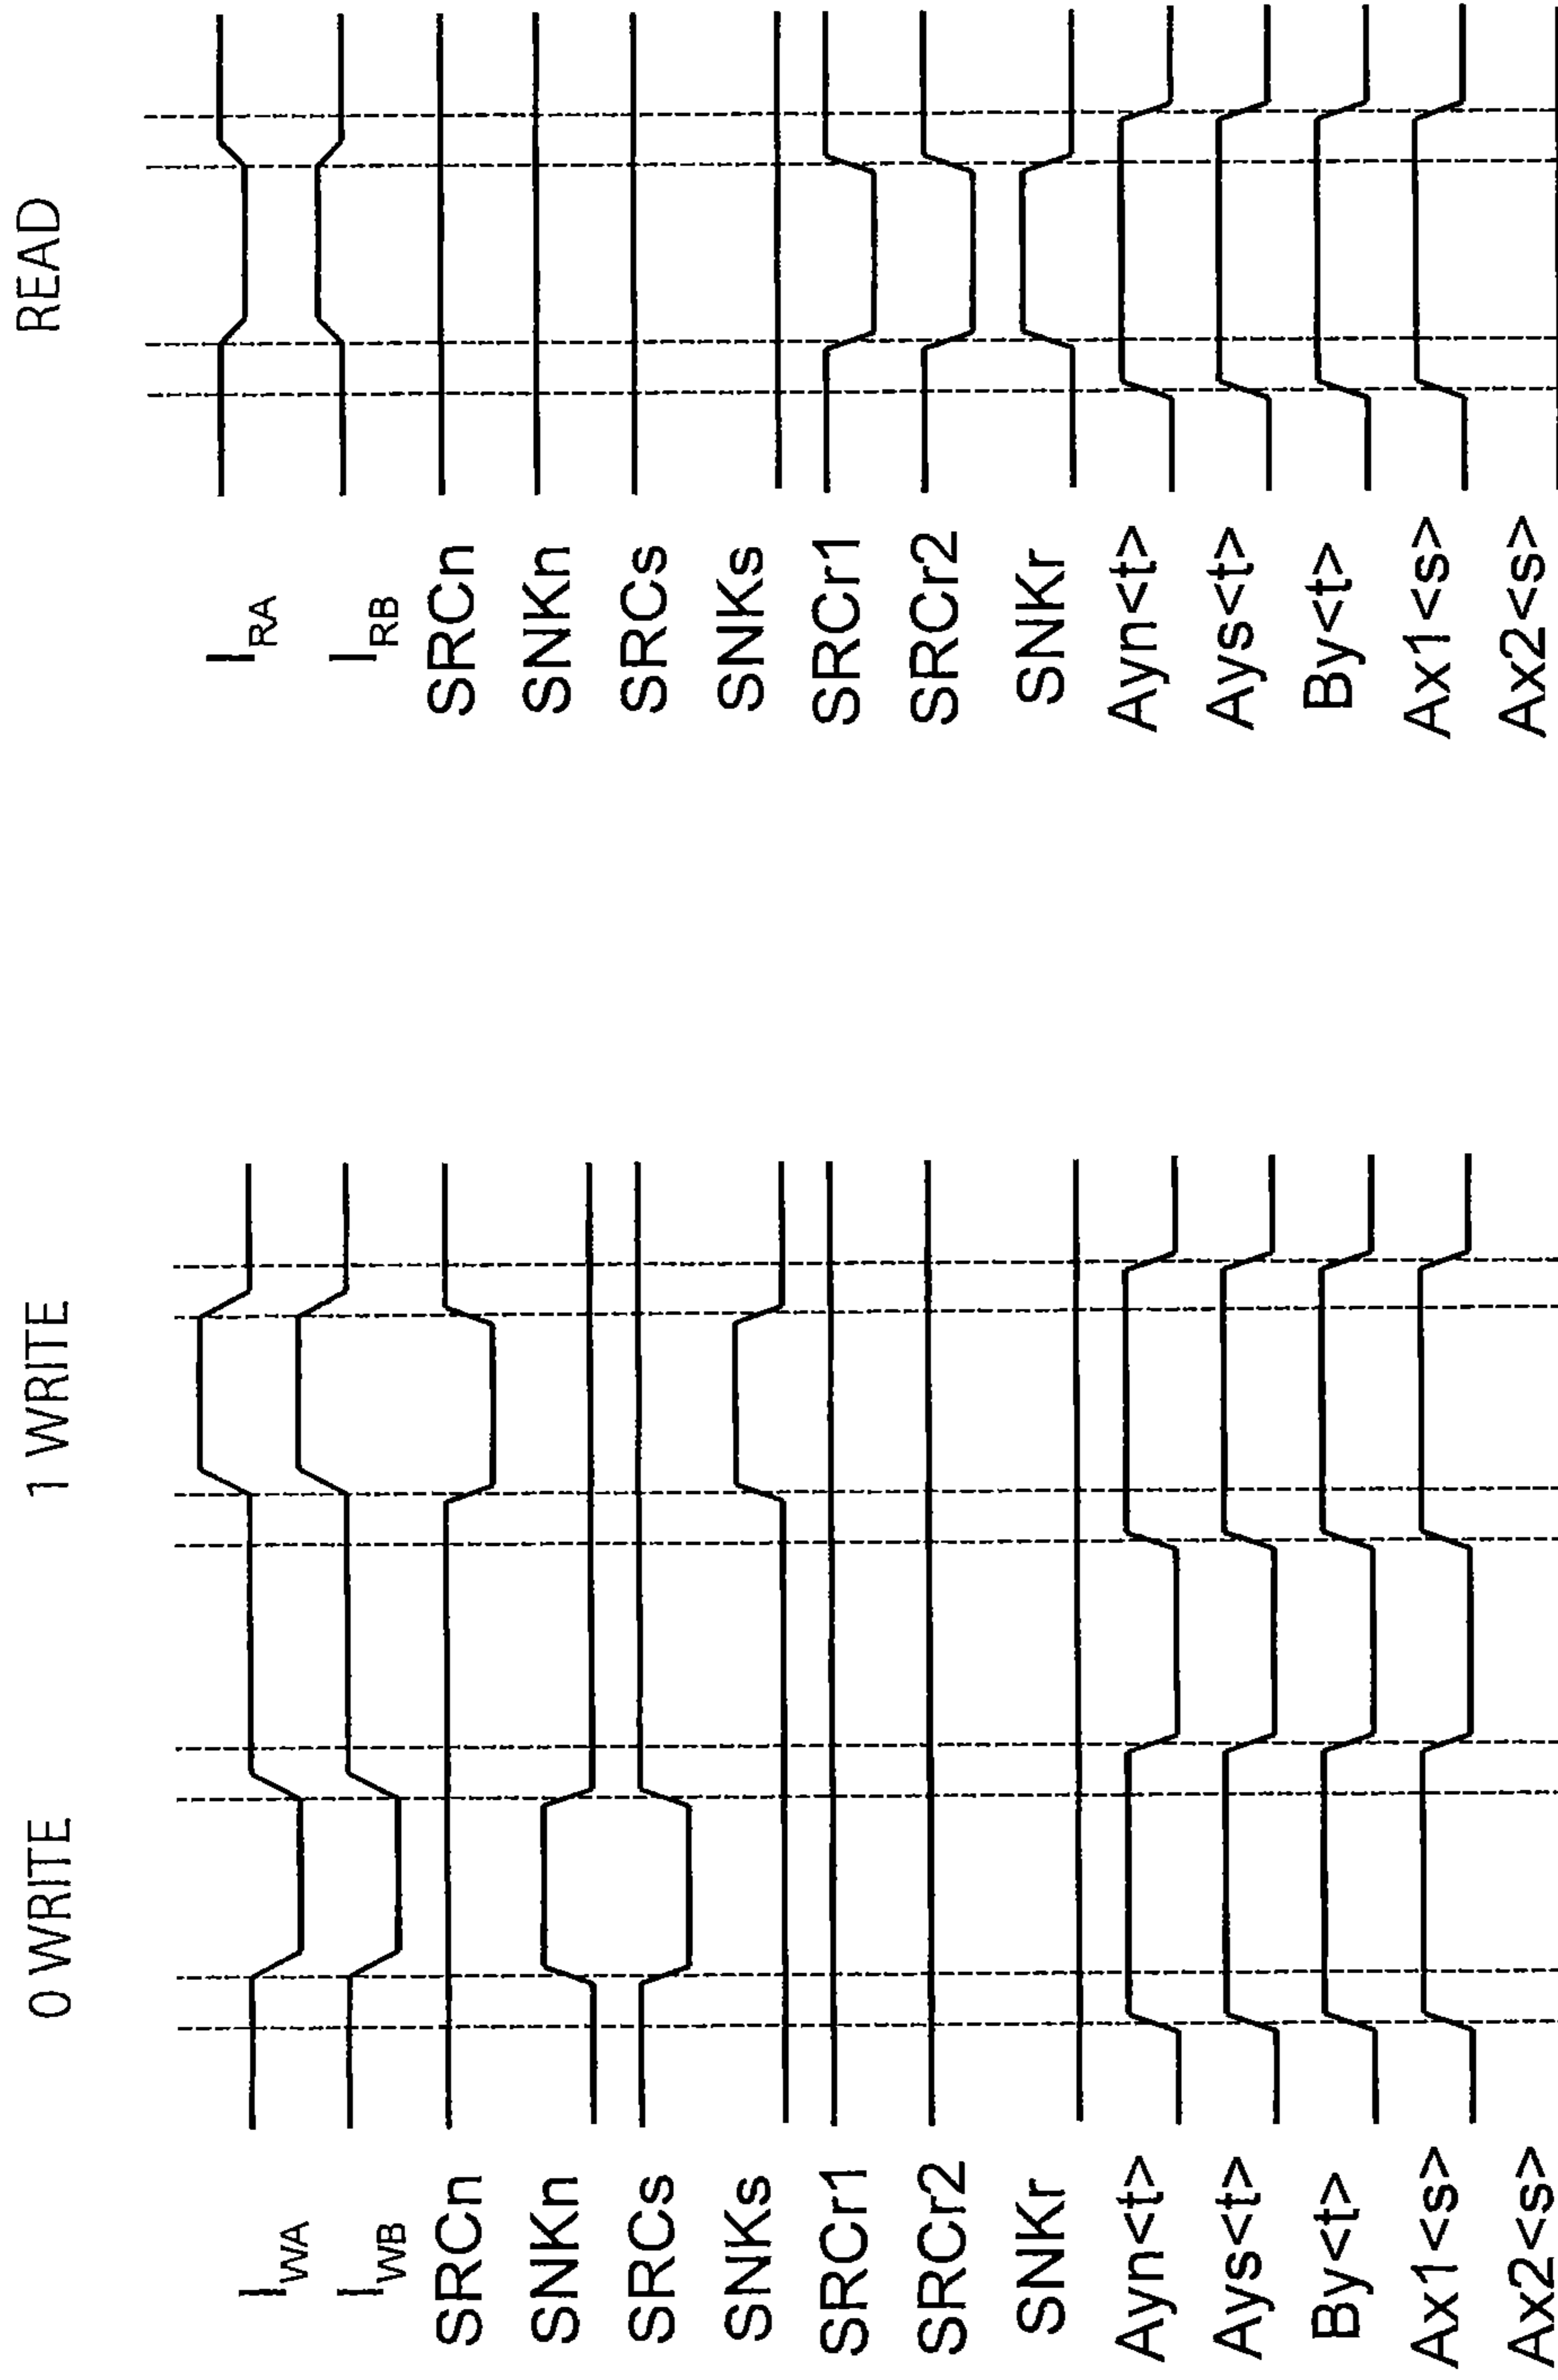 0 WRITE
1 WRITE
I_WA
I_WB
SRCn
SNKn
SRCs
SNKs
SRCr1
SRCr2
SNKr
Ayn<t>
Ays<t>
By<t>
Ax1<s>
Ax2<s>
READ
I_RA
I_RB
SRCn
SNKn
SRCs
SNKs
SRCr1
SRCr2
SNKr
Ayn<t>
Ays<t>
By<t>
Ax1<s>
Ax2<s>